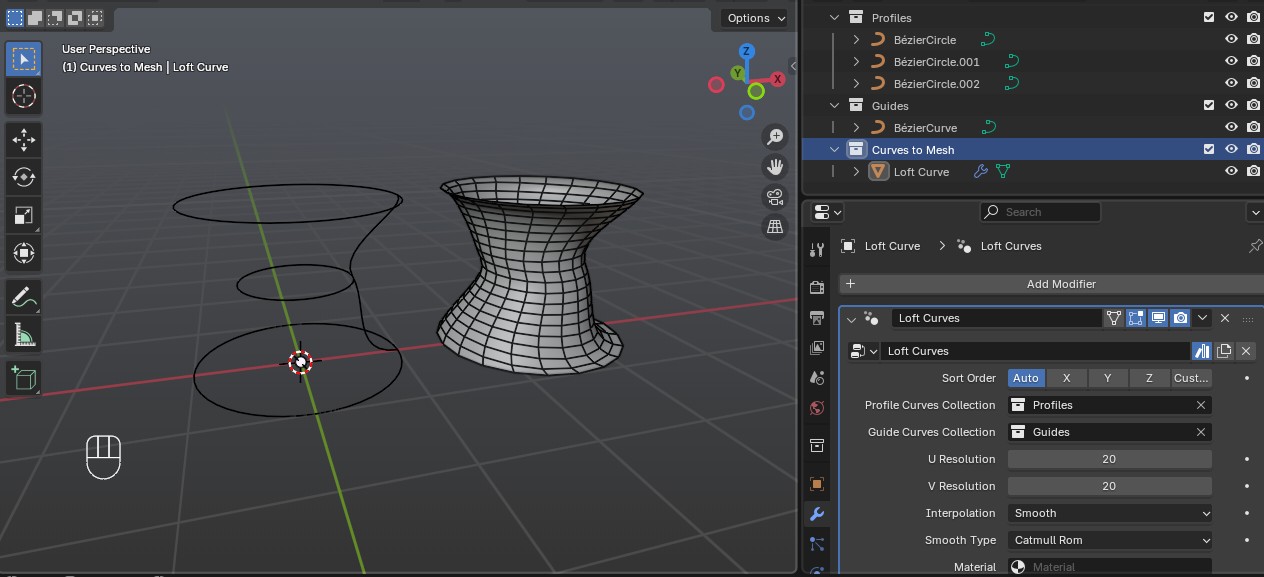 Options
User Perspective
(1) Curves to Mesh | Loft Curve
Z
Y
X
Profiles
BézierCircle
BézierCircle.001
BézierCircle.002
Guides
BézierCurve
Curves to Mesh
Loft Curve
Search
Loft Curve > Loft Curves
+ Add Modifier
Loft Curves
Loft Curves
Sort Order Auto X Y Z Cust...
Profile Curves Collection Profiles
Guide Curves Collection Guides
U Resolution 20
V Resolution 20
Interpolation Smooth
Smooth Type Catmull Rom
Material Material